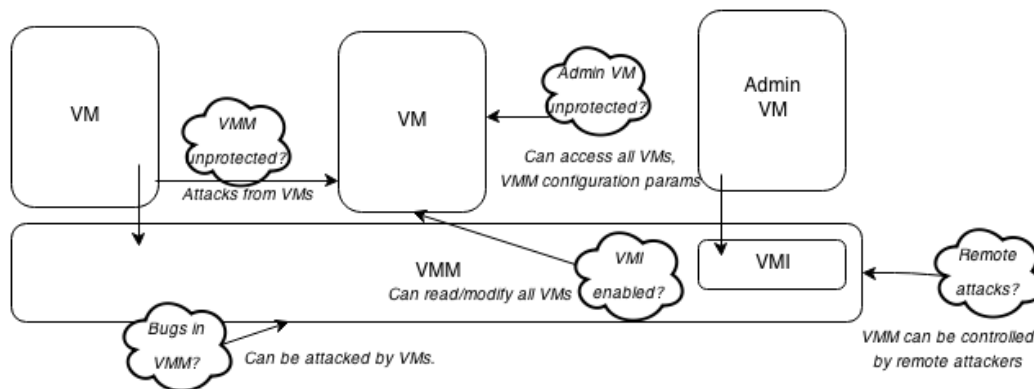 VM
VMM
unprotected?
Attacks from VMs
VM
Admin VM
unprotected?
Can access all VMs,
VMM configuration params
Admin
VM
VMM
Can read/modify all VMs
VMI
enabled?
VMI
Remote
attacks?
VMM can be controlled
by remote attackers
Bugs in
VMM?
Can be attacked by VMs.